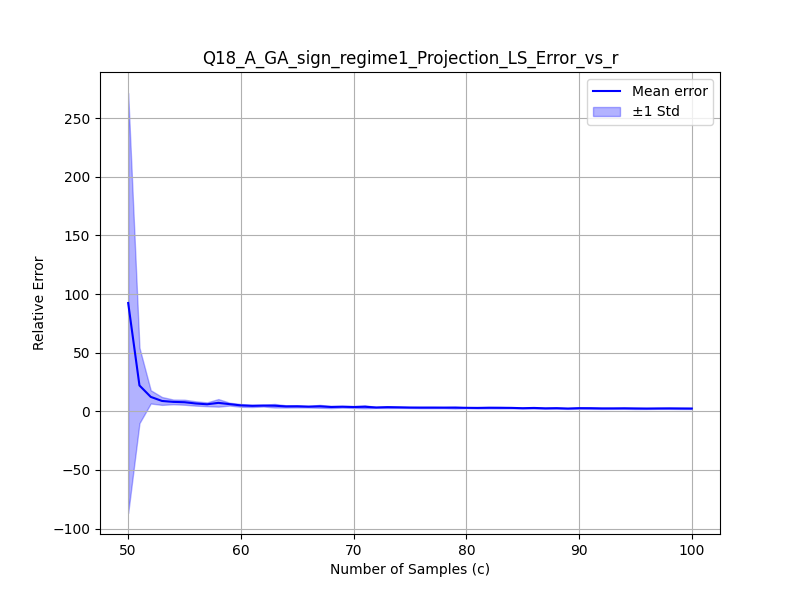 Q18_A_GA_sign_regime1_Projection_LS_Error_vs_r
Mean error
±1 Std
Relative Error
250
200
150
100
50
0
−50
−100
50
60
70
80
90
100
Number of Samples (c)